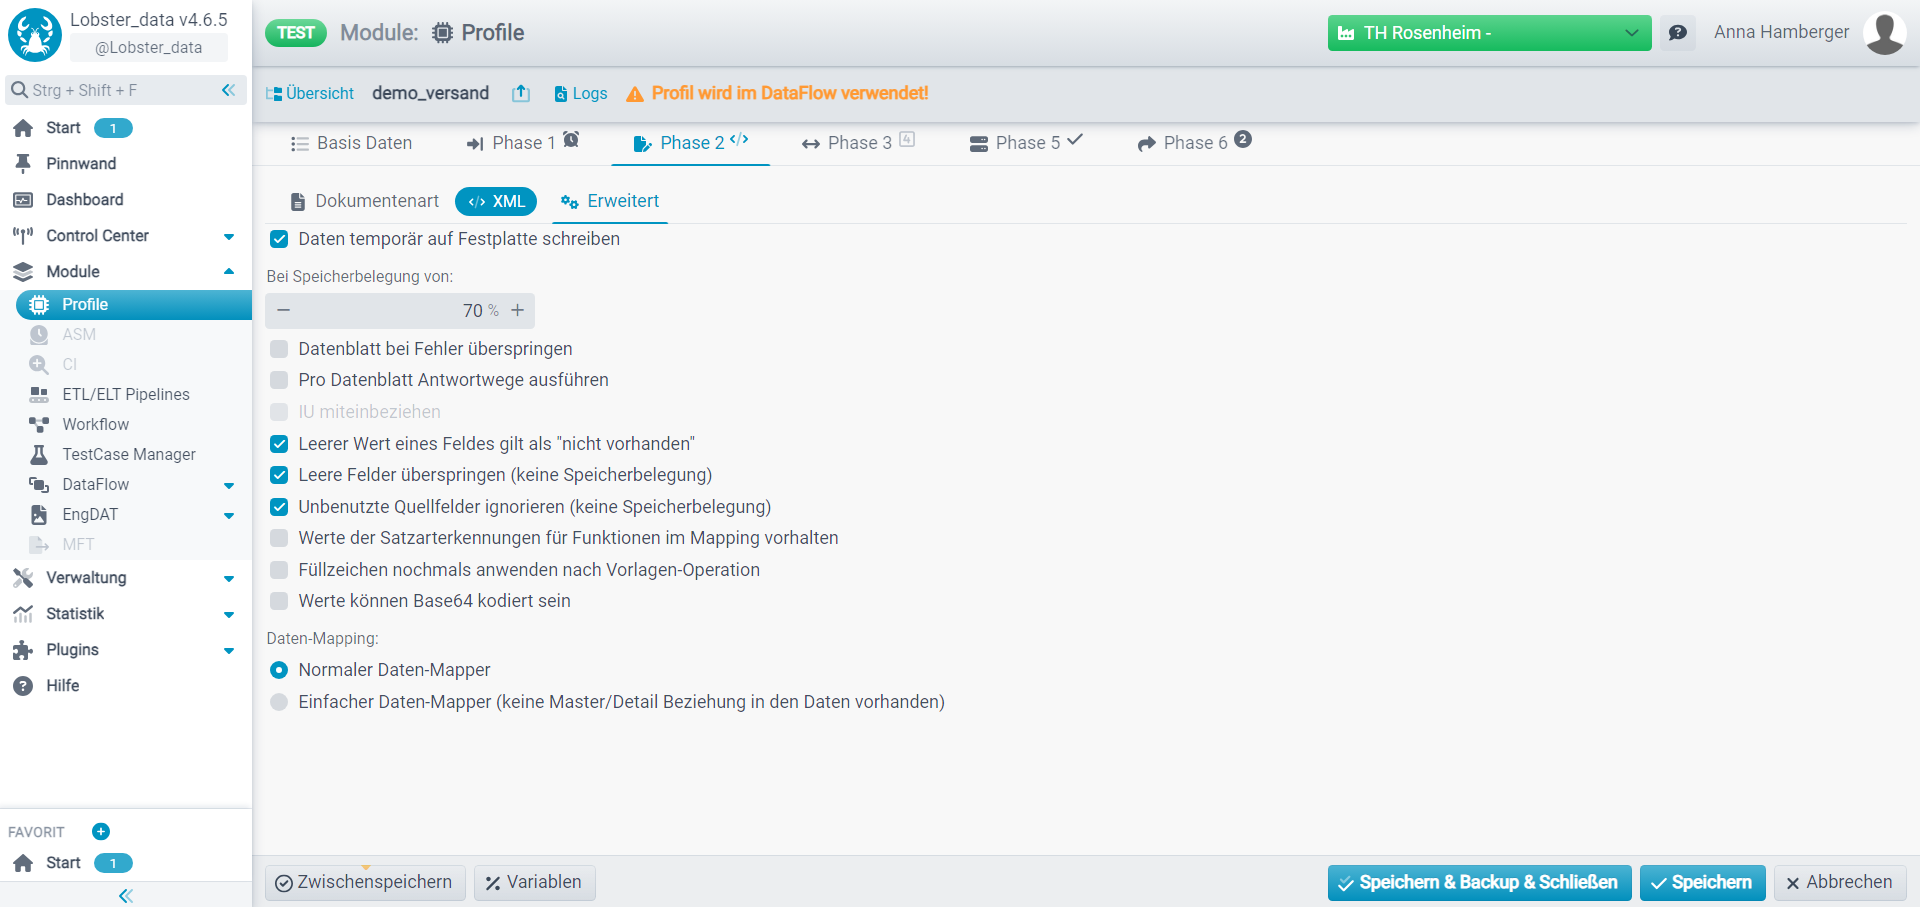 Lobster_data v4.6.5
@Lobster_data
Strg + Shift + F
Start 1
Pinnwand
Dashboard
Control Center
Module
Profile
ASM
CI
ETL/ELT Pipelines
Workflow
TestCase Manager
DataFlow
EngDAT
MFT
Verwaltung
Statistik
Plugins
Hilfe
FAVORIT
Start 1
TEST Module: Profile
TH Rosenheim -
Anna Hamberger
Übersicht demo_versand Logs Profil wird im DataFlow verwendet!
Basis Daten Phase 1 Phase 2 Phase 3 4 Phase 5 Phase 6 2
Dokumentenart XML Erweitert
Daten temporär auf Festplatte schreiben
Bei Speicherbelegung von:
70 %
Datenblatt bei Fehler überspringen
Pro Datenblatt Antwortwege ausführen
IU miteinbeziehen
Leerer Wert eines Feldes gilt als "nicht vorhanden"
Leere Felder überspringen (keine Speicherbelegung)
Unbenutzte Quellfelder ignorieren (keine Speicherbelegung)
Werte der Satzarterkennungen für Funktionen im Mapping vorhalten
Füllzeichen nochmals anwenden nach Vorlagen-Operation
Werte können Base64 kodiert sein
Daten-Mapping:
Normaler Daten-Mapper
Einfacher Daten-Mapper (keine Master/Detail Beziehung in den Daten vorhanden)
Zwischenspeichern Variablen Speichern & Backup & Schließen Speichern Abbrechen